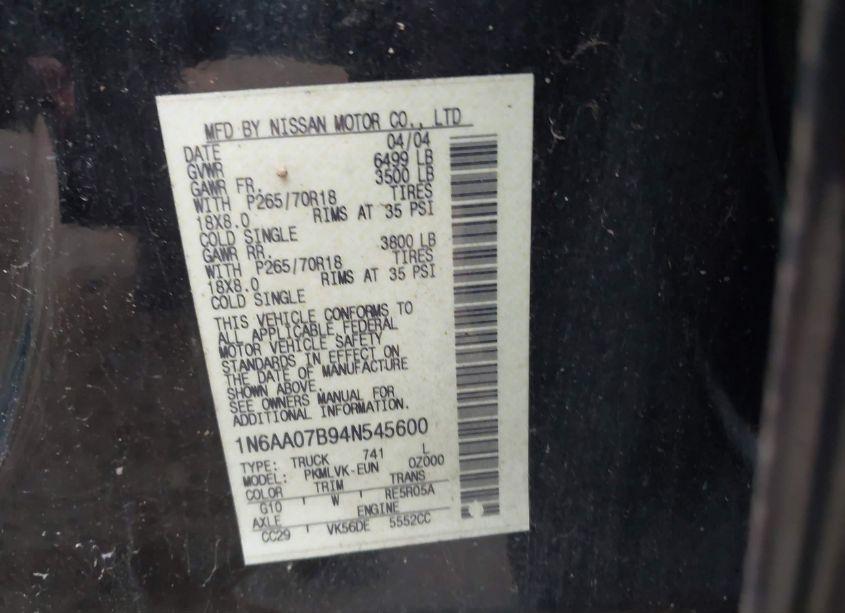 MFD BY NISSAN MOTOR CO., LTD
DATE 04/04
GVWR 6499 LB
GAWR FR. 3500 LB
WITH P265/70R18 TIRES
18X8.0 RIMS AT 35 PSI
COLD SINGLE
GAWR RR. 3800 LB
WITH P265/70R18 TIRES
18X8.0 RIMS AT 35 PSI
COLD SINGLE
THIS VEHICLE CONFORMS TO
ALL APPLICABLE FEDERAL
MOTOR VEHICLE SAFETY
STANDARDS IN EFFECT ON
THE DATE OF MANUFACTURE
SHOWN ABOVE.
SEE OWNERS MANUAL FOR
ADDITIONAL INFORMATION.
1N6AA07B94N545600
TYPE: TRUCK 741 L
MODEL: PKMLVK-EUN 0Z000
COLOR TRIM TRANS
G10 W RE5R05A
AXLE ENGINE
CC29 VK56DE 5552CC